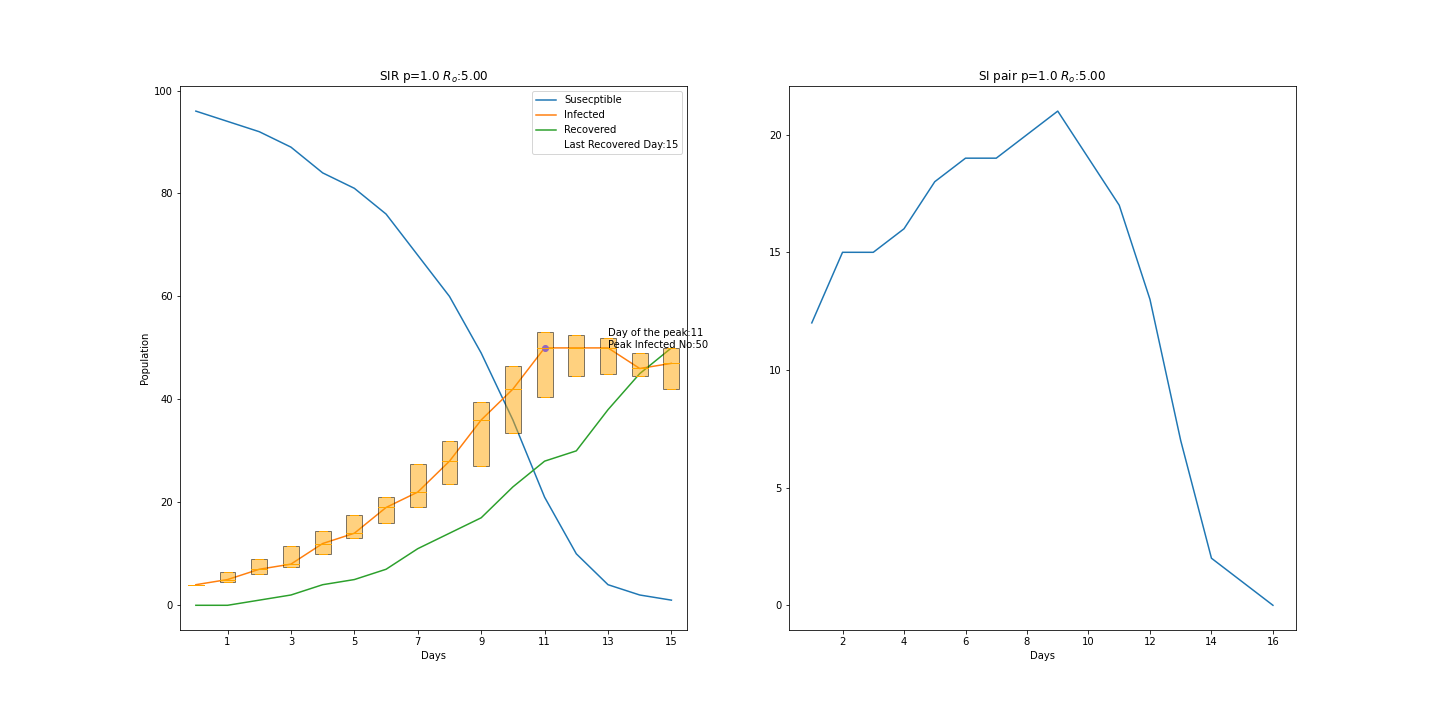 SIR p=1.0 Rₒ:5.00
Susecptible
Infected
Recovered
Last Recovered Day:15
100
80
60
40
20
0
Population
Day of the peak:11
Peak Infected No:50
1 3 5 7 9 11 13 15
Days
SI pair p=1.0 Rₒ:5.00
20
15
10
5
0
2 4 6 8 10 12 14 16
Days